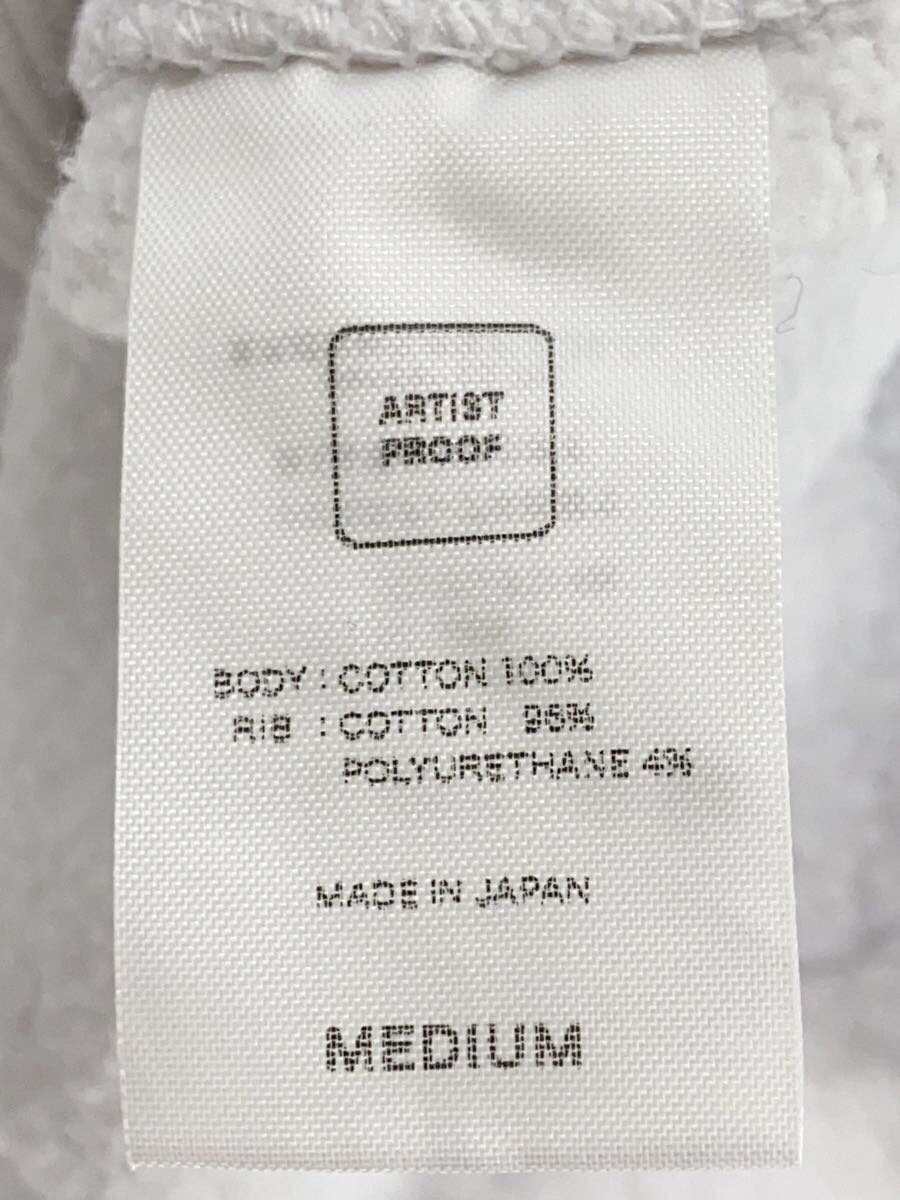 ARTIST
PROOF
BODY : COTTON 100%
RIB : COTTON 96%
POLYURETHANE 4%
MADE IN JAPAN
MEDIUM